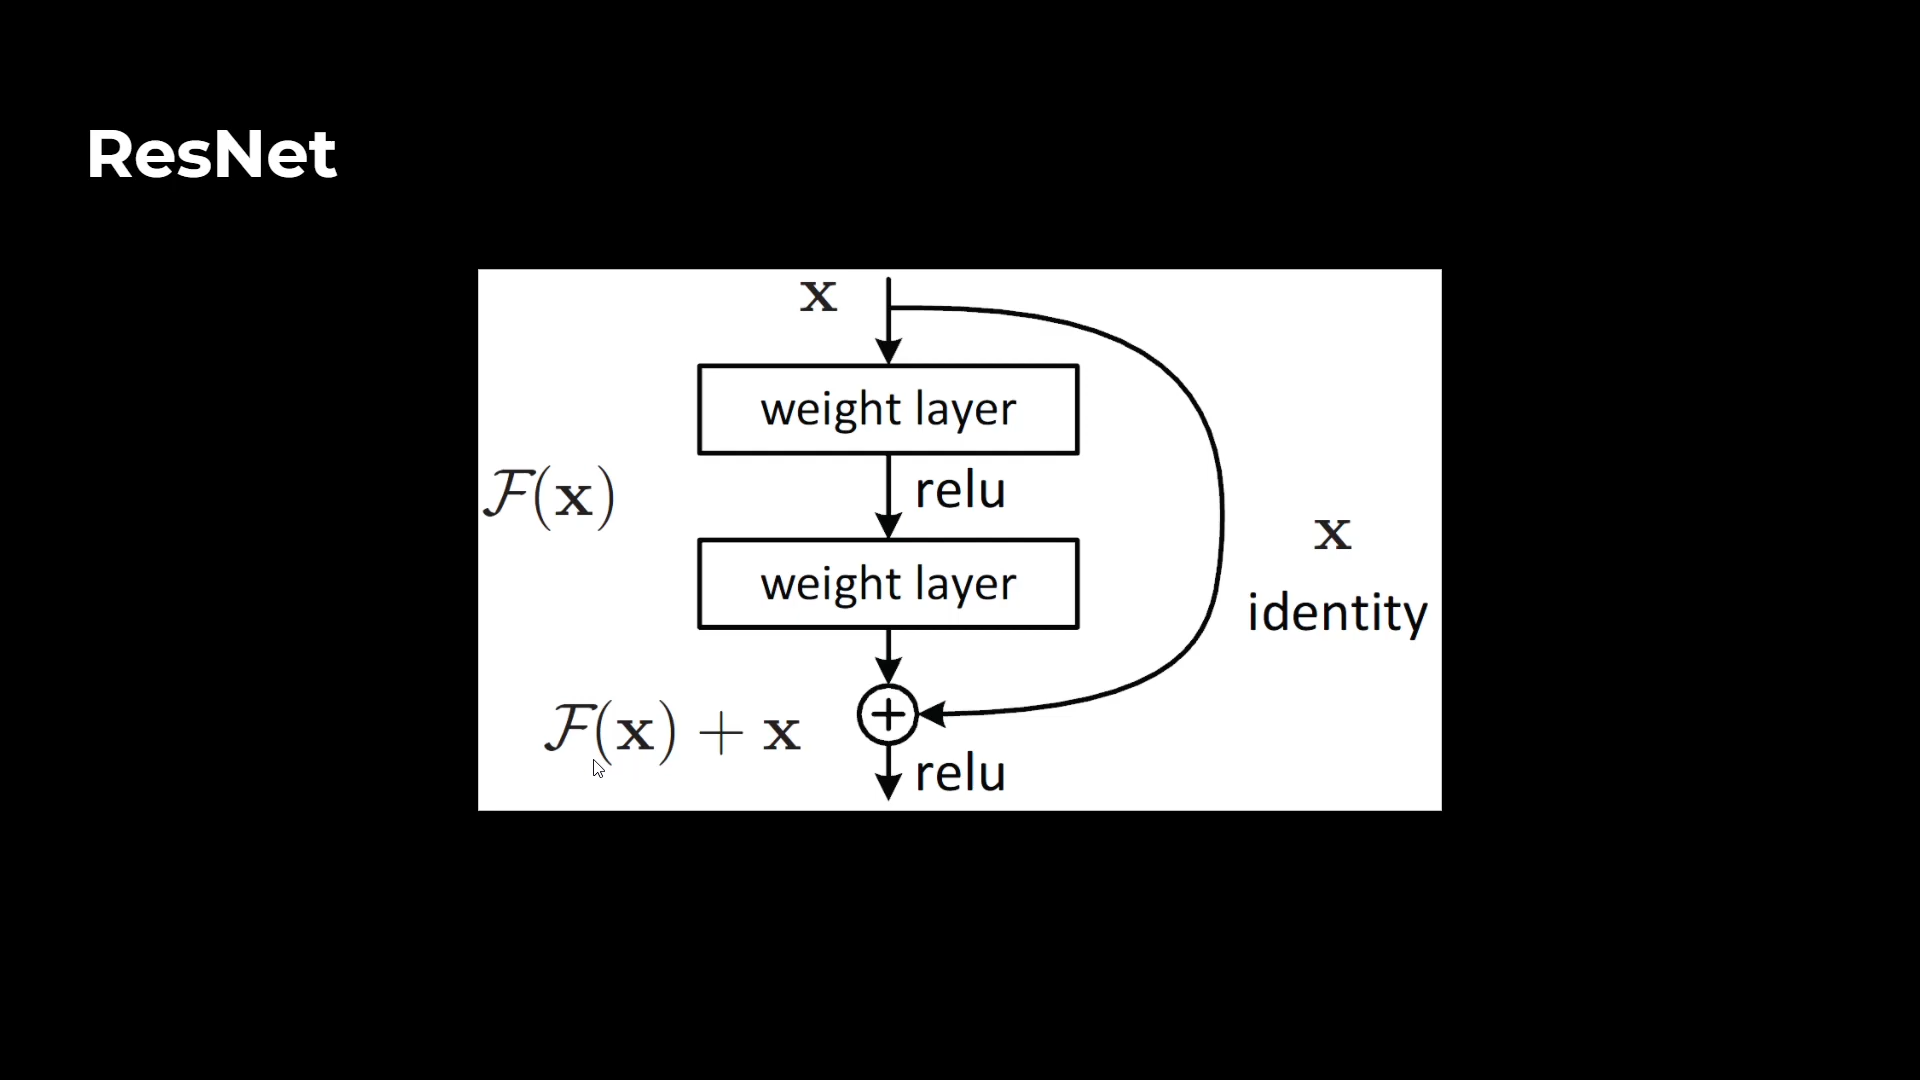 ResNet
x
weight layer
F(x)
relu
x
weight layer
identity
F(x) + x
relu